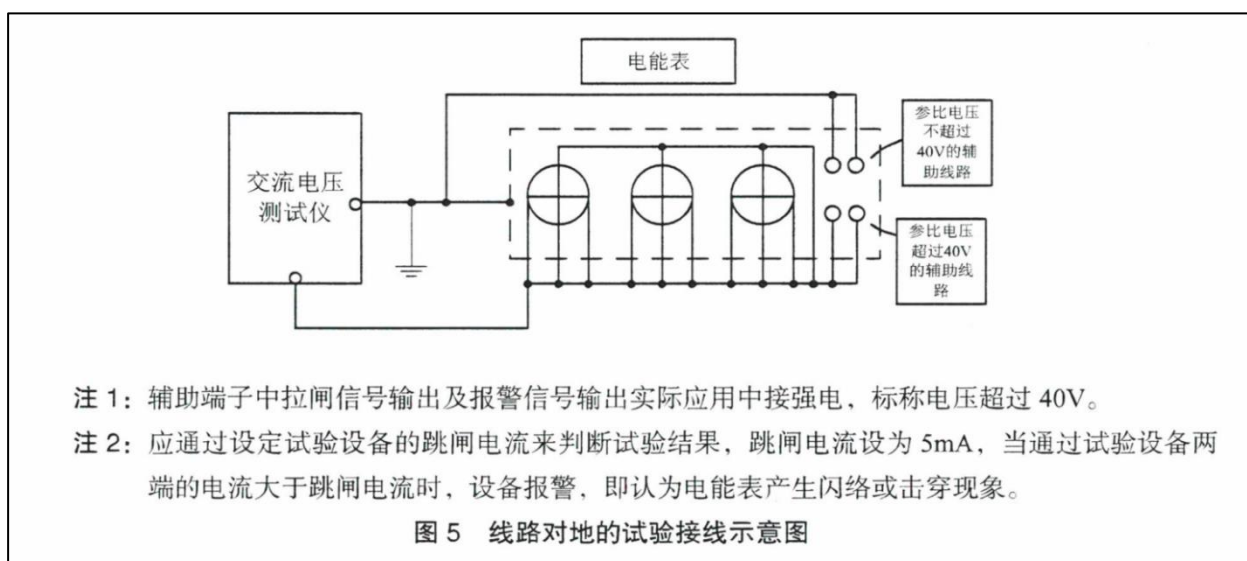 电能表
交流电压
测试仪
参比电压
不超过
40V的辅
助线路
参比电压
超过40V
的辅助线
路
注 1：辅助端子中拉闸信号输出及报警信号输出实际应用中接强电，标称电压超过 40V。
注 2：应通过设定试验设备的跳闸电流来判断试验结果，跳闸电流设为 5mA，当通过试验设备两
端的电流大于跳闸电流时，设备报警，即认为电能表产生闪络或击穿现象。
图 5 线路对地的试验接线示意图